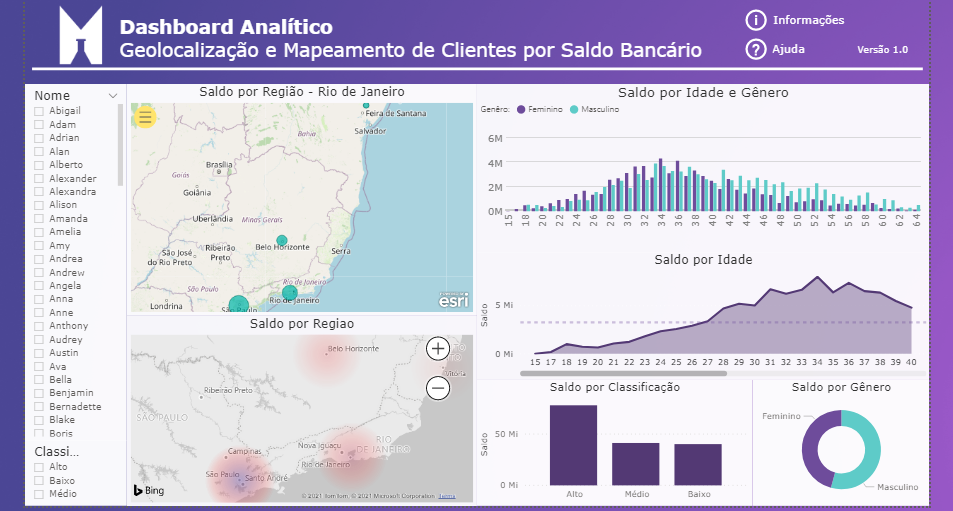 Dashboard Analítico
Geolocalização e Mapeamento de Clientes por Saldo Bancário
Informações
Ajuda
Versão 1.0
Nome
Abigail
Adam
Adrian
Alan
Alberto
Alexander
Alexandra
Alison
Amanda
Amelia
Amy
Andrea
Andrew
Angela
Anna
Anne
Anthony
Audrey
Austin
Ava
Bella
Benjamin
Bernadette
Blake
Boris
Classi...
Alto
Baixo
Médio
Saldo por Região - Rio de Janeiro
Feira de Santana
Salvador
Bahia
Brasília
Goiás
Goiânia
Uberlândia
Minas Gerais
Belo Horizonte
Serra
São José
do Rio Preto
Ribeirão
Preto
São Paulo
Rio de Janeiro
Rio de Janeiro
Londrina
São Paulo
esri
Saldo por Regiao
Belo Horizonte
Vitória
Ribeirão Preto
SÃO PAULO
Campinas
Nova Iguaçu
RIO
DE JANEIRO
Rio de Janeiro
São Paulo
Santo André
Bing
© 2021 TomTom, © 2021 Microsoft Corporation Terms
Saldo por Idade e Gênero
Genêro: Feminino Masculino
6M
4M
2M
0M
15 18 20 22 24 26 28 30 32 34 36 38 40 42 44 46 48 50 52 54 56 58 60 62 64
Saldo por Idade
Saldo
5 Mi
0 Mi
15 17 18 19 20 21 22 23 24 25 26 27 28 29 30 31 32 33 34 35 36 37 38 39 40
Saldo por Classificação
Saldo
50 Mi
0 Mi
Alto Médio Baixo
Saldo por Gênero
Feminino
Masculino